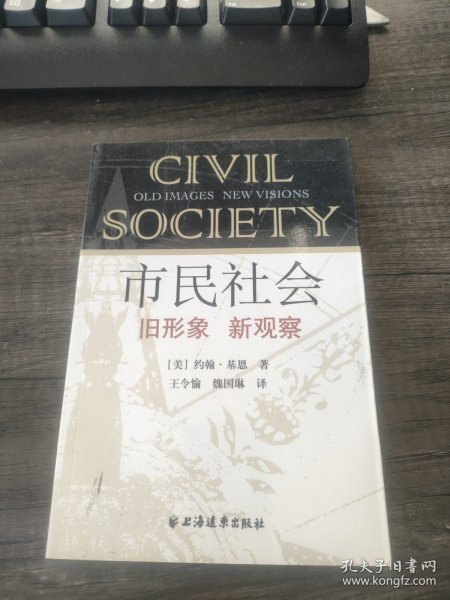 CIVIL
OLD IMAGES NEW VISIONS
SOCIETY
市民社会
旧形象 新观察
[美] 约翰·基恩 著
王令愉 魏国琳 译
上海远东出版社
孔夫子旧书网
www.kongfz.com